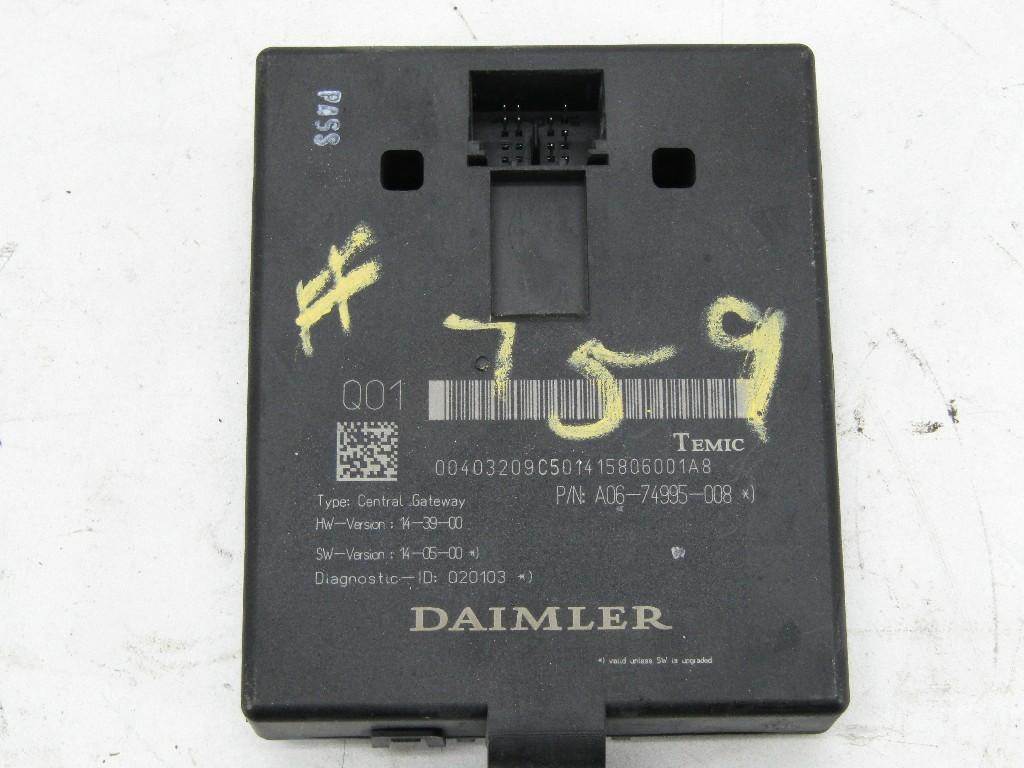 PASS
# 759
Q01
TEMIC
00403209C501415806001A8
P/N: A06-74995-008 *)
Type: Central Gateway
HW-Version : 14-39-00
SW-Version : 14-05-00 *)
Diagnostic-ID: 020103 *)
DAIMLER
*) valid unless SW is upgraded